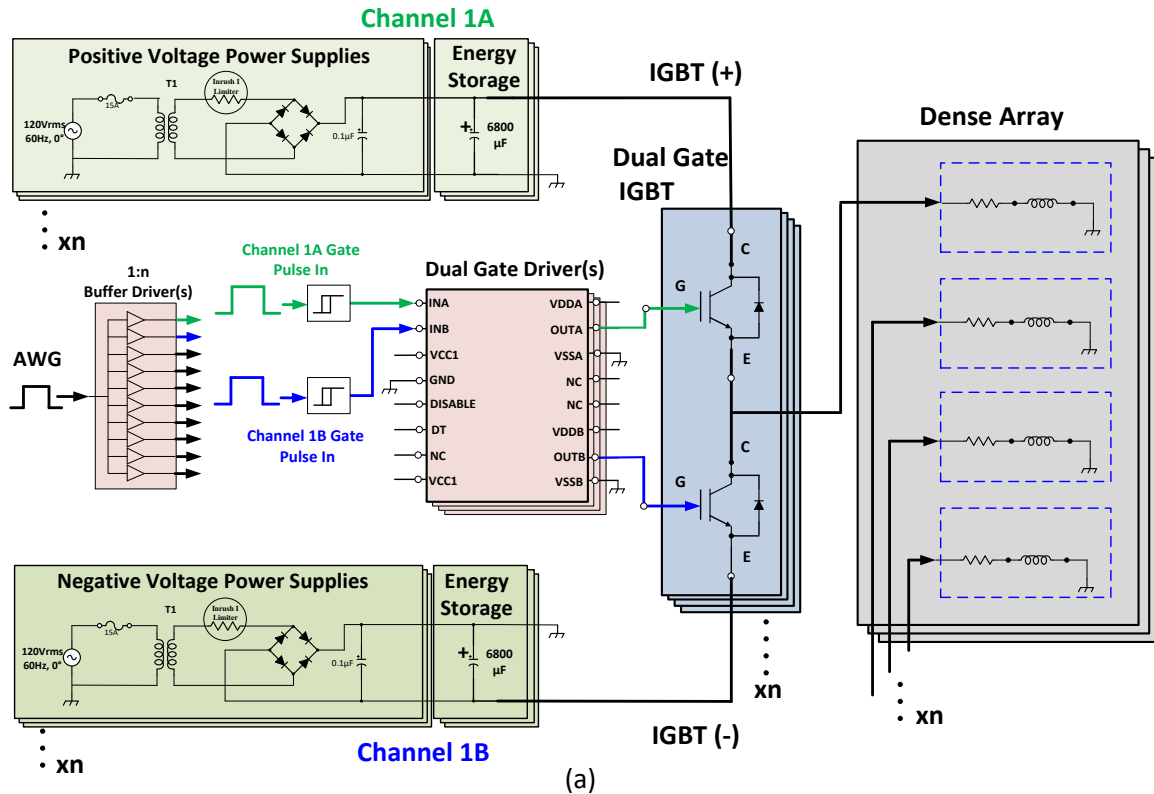 Channel 1A
Positive Voltage Power Supplies
Energy
Storage
T1
Inrush I
Limiter
15A
120Vrms
60Hz, 0°
0.1µF
+
+
6800
µF
xn
IGBT (+)
Dual Gate
IGBT
Dense Array
1:n
Buffer Driver(s)
AWG
Channel 1A Gate
Pulse In
Channel 1B Gate
Pulse In
Dual Gate Driver(s)
INA
INB
VCC1
GND
DISABLE
DT
NC
VCC1
VDDA
OUTA
VSSA
NC
NC
VDDB
OUTB
VSSB
C
G
E
C
G
E
xn
xn
Negative Voltage Power Supplies
Energy
Storage
T1
Inrush I
Limiter
15A
120Vrms
60Hz, 0°
0.1µF
+
+
6800
µF
xn
Channel 1B
IGBT (-)
(a)